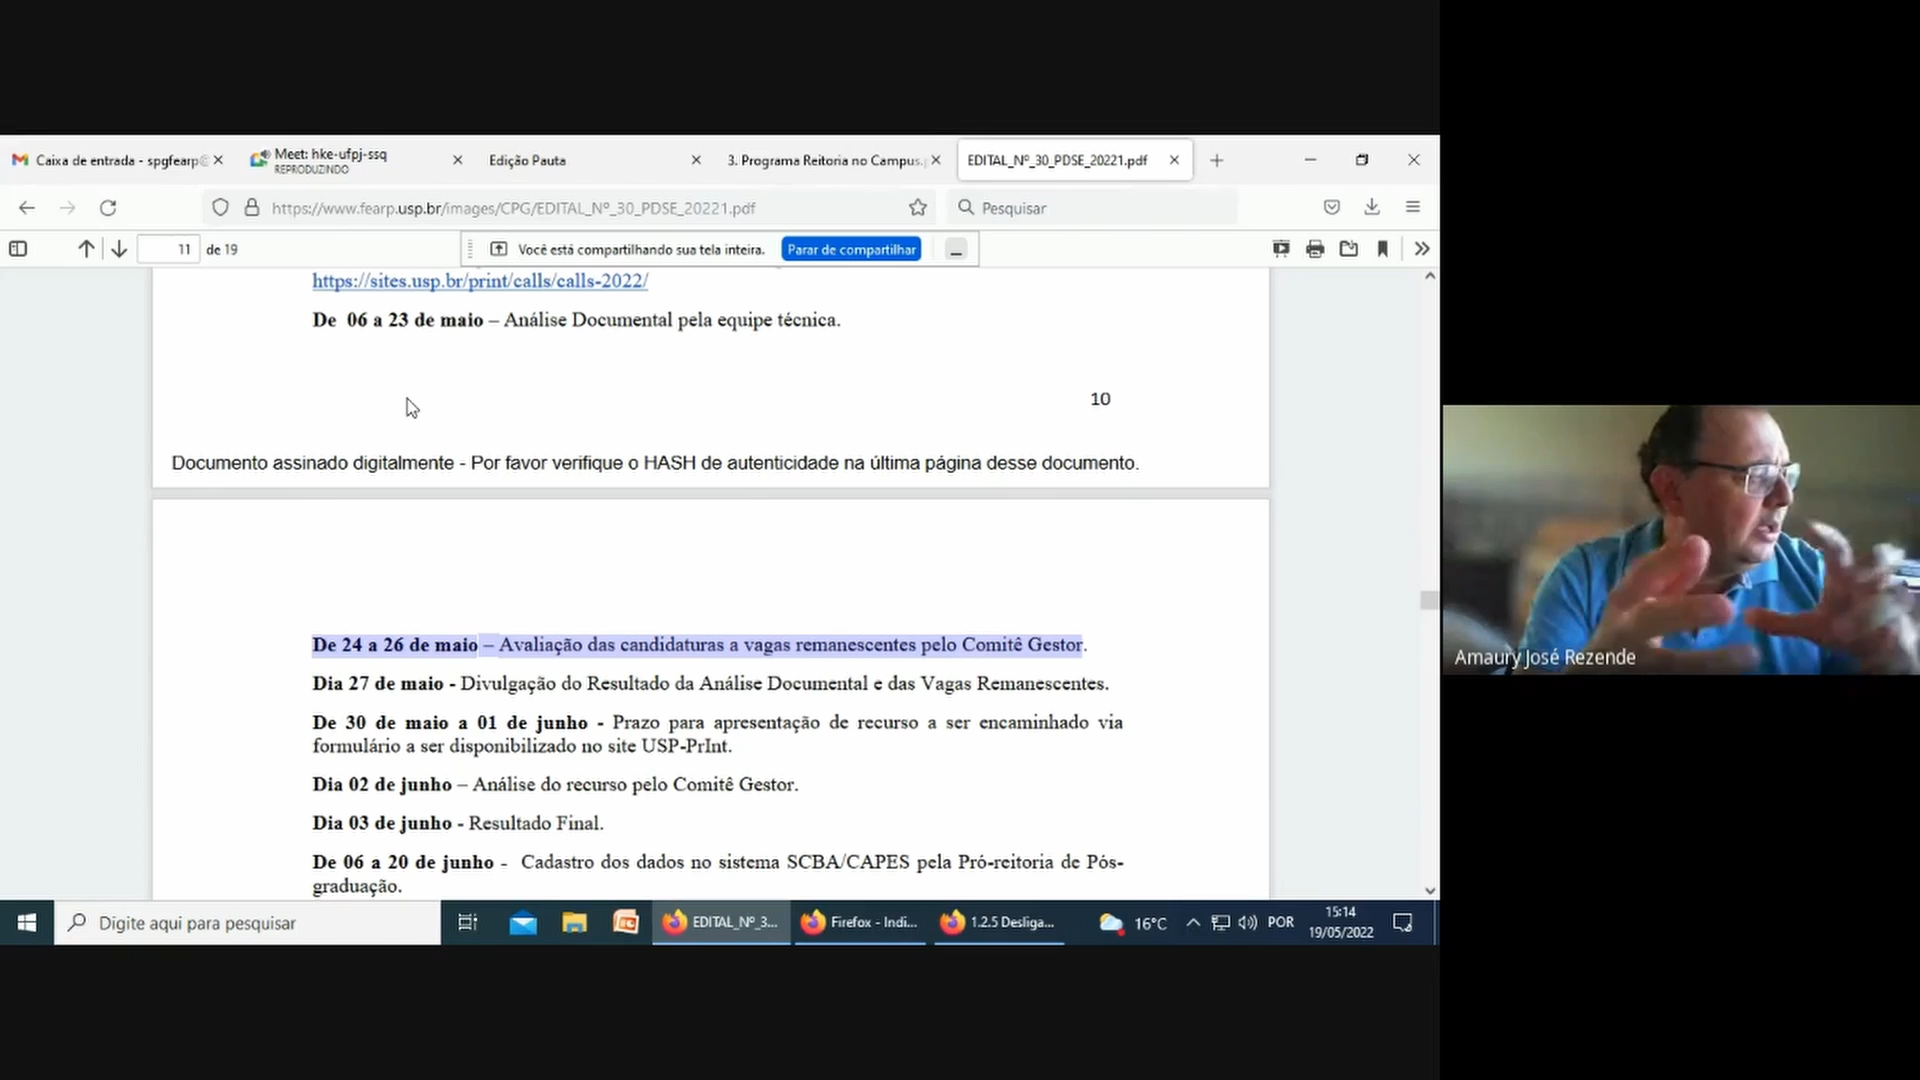 Caixa de entrada - spgfearp@
Meet: hke-ufpj-ssq
REPRODUZINDO
Edição Pauta
3. Programa Reitoria no Campus.
EDITAL_Nº_30_PDSE_20221.pdf
https://www.fearp.usp.br/images/CPG/EDITAL_Nº_30_PDSE_20221.pdf
Pesquisar
11 de 19
Você está compartilhando sua tela inteira.
Parar de compartilhar
https://sites.usp.br/print/calls/calls-2022/
De 06 a 23 de maio – Análise Documental pela equipe técnica.
10
Documento assinado digitalmente - Por favor verifique o HASH de autenticidade na última página desse documento.
De 24 a 26 de maio – Avaliação das candidaturas a vagas remanescentes pelo Comitê Gestor.
Dia 27 de maio - Divulgação do Resultado da Análise Documental e das Vagas Remanescentes.
De 30 de maio a 01 de junho - Prazo para apresentação de recurso a ser encaminhado via
formulário a ser disponibilizado no site USP-PrInt.
Dia 02 de junho – Análise do recurso pelo Comitê Gestor.
Dia 03 de junho - Resultado Final.
De 06 a 20 de junho - Cadastro dos dados no sistema SCBA/CAPES pela Pró-reitoria de Pós-
graduação.
Amaury José Rezende
Digite aqui para pesquisar
EDITAL_Nº_3...
Firefox - Indi...
1.2.5 Desliga...
16°C
POR
15:14
19/05/2022